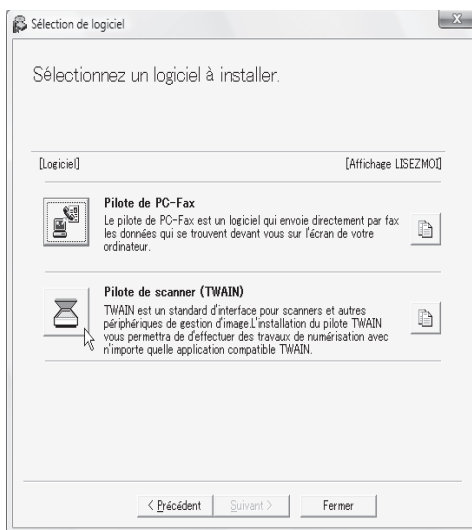 Sélection de logiciel
X
Sélectionnez un logiciel à installer.
[Logiciel]
[Affichage LISEZMOI]
Pilote de PC-Fax
Le pilote de PC-Fax est un logiciel qui envoie directement par fax
les données qui se trouvent devant vous sur l'écran de votre
ordinateur.
Pilote de scanner (TWAIN)
TWAIN est un standard d'interface pour scanners et autres
périphériques de gestion d'image.L'installation du pilote TWAIN
vous permettra de d'effectuer des travaux de numérisation avec
n'importe quelle application compatible TWAIN.
< Précédent
Suivant >
Fermer